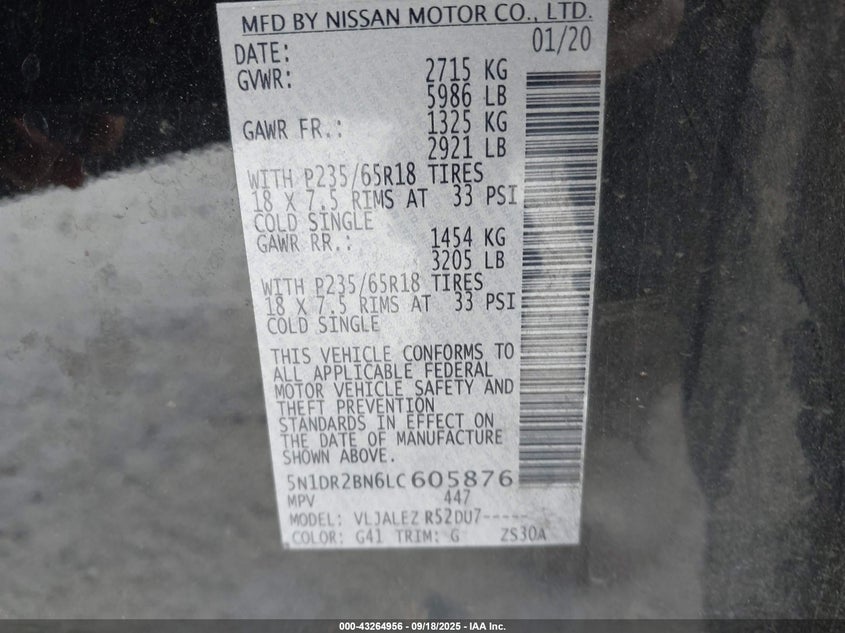 MFD BY NISSAN MOTOR CO., LTD.
DATE: 01/20
GVWR: 2715 KG
5986 LB
GAWR FR.: 1325 KG
2921 LB
WITH P235/65R18 TIRES
18 X 7.5 RIMS AT 33 PSI
COLD SINGLE
GAWR RR.: 1454 KG
3205 LB
WITH P235/65R18 TIRES
18 X 7.5 RIMS AT 33 PSI
COLD SINGLE
THIS VEHICLE CONFORMS TO
ALL APPLICABLE FEDERAL
MOTOR VEHICLE SAFETY AND
THEFT PREVENTION
STANDARDS IN EFFECT ON
THE DATE OF MANUFACTURE
SHOWN ABOVE.
5N1DR2BN6LC605876
MPV 447
MODEL: VLJALEZ R52DU7-----
COLOR: G41 TRIM: G ZS30A
000-43264956 - 09/18/2025 - IAA Inc.